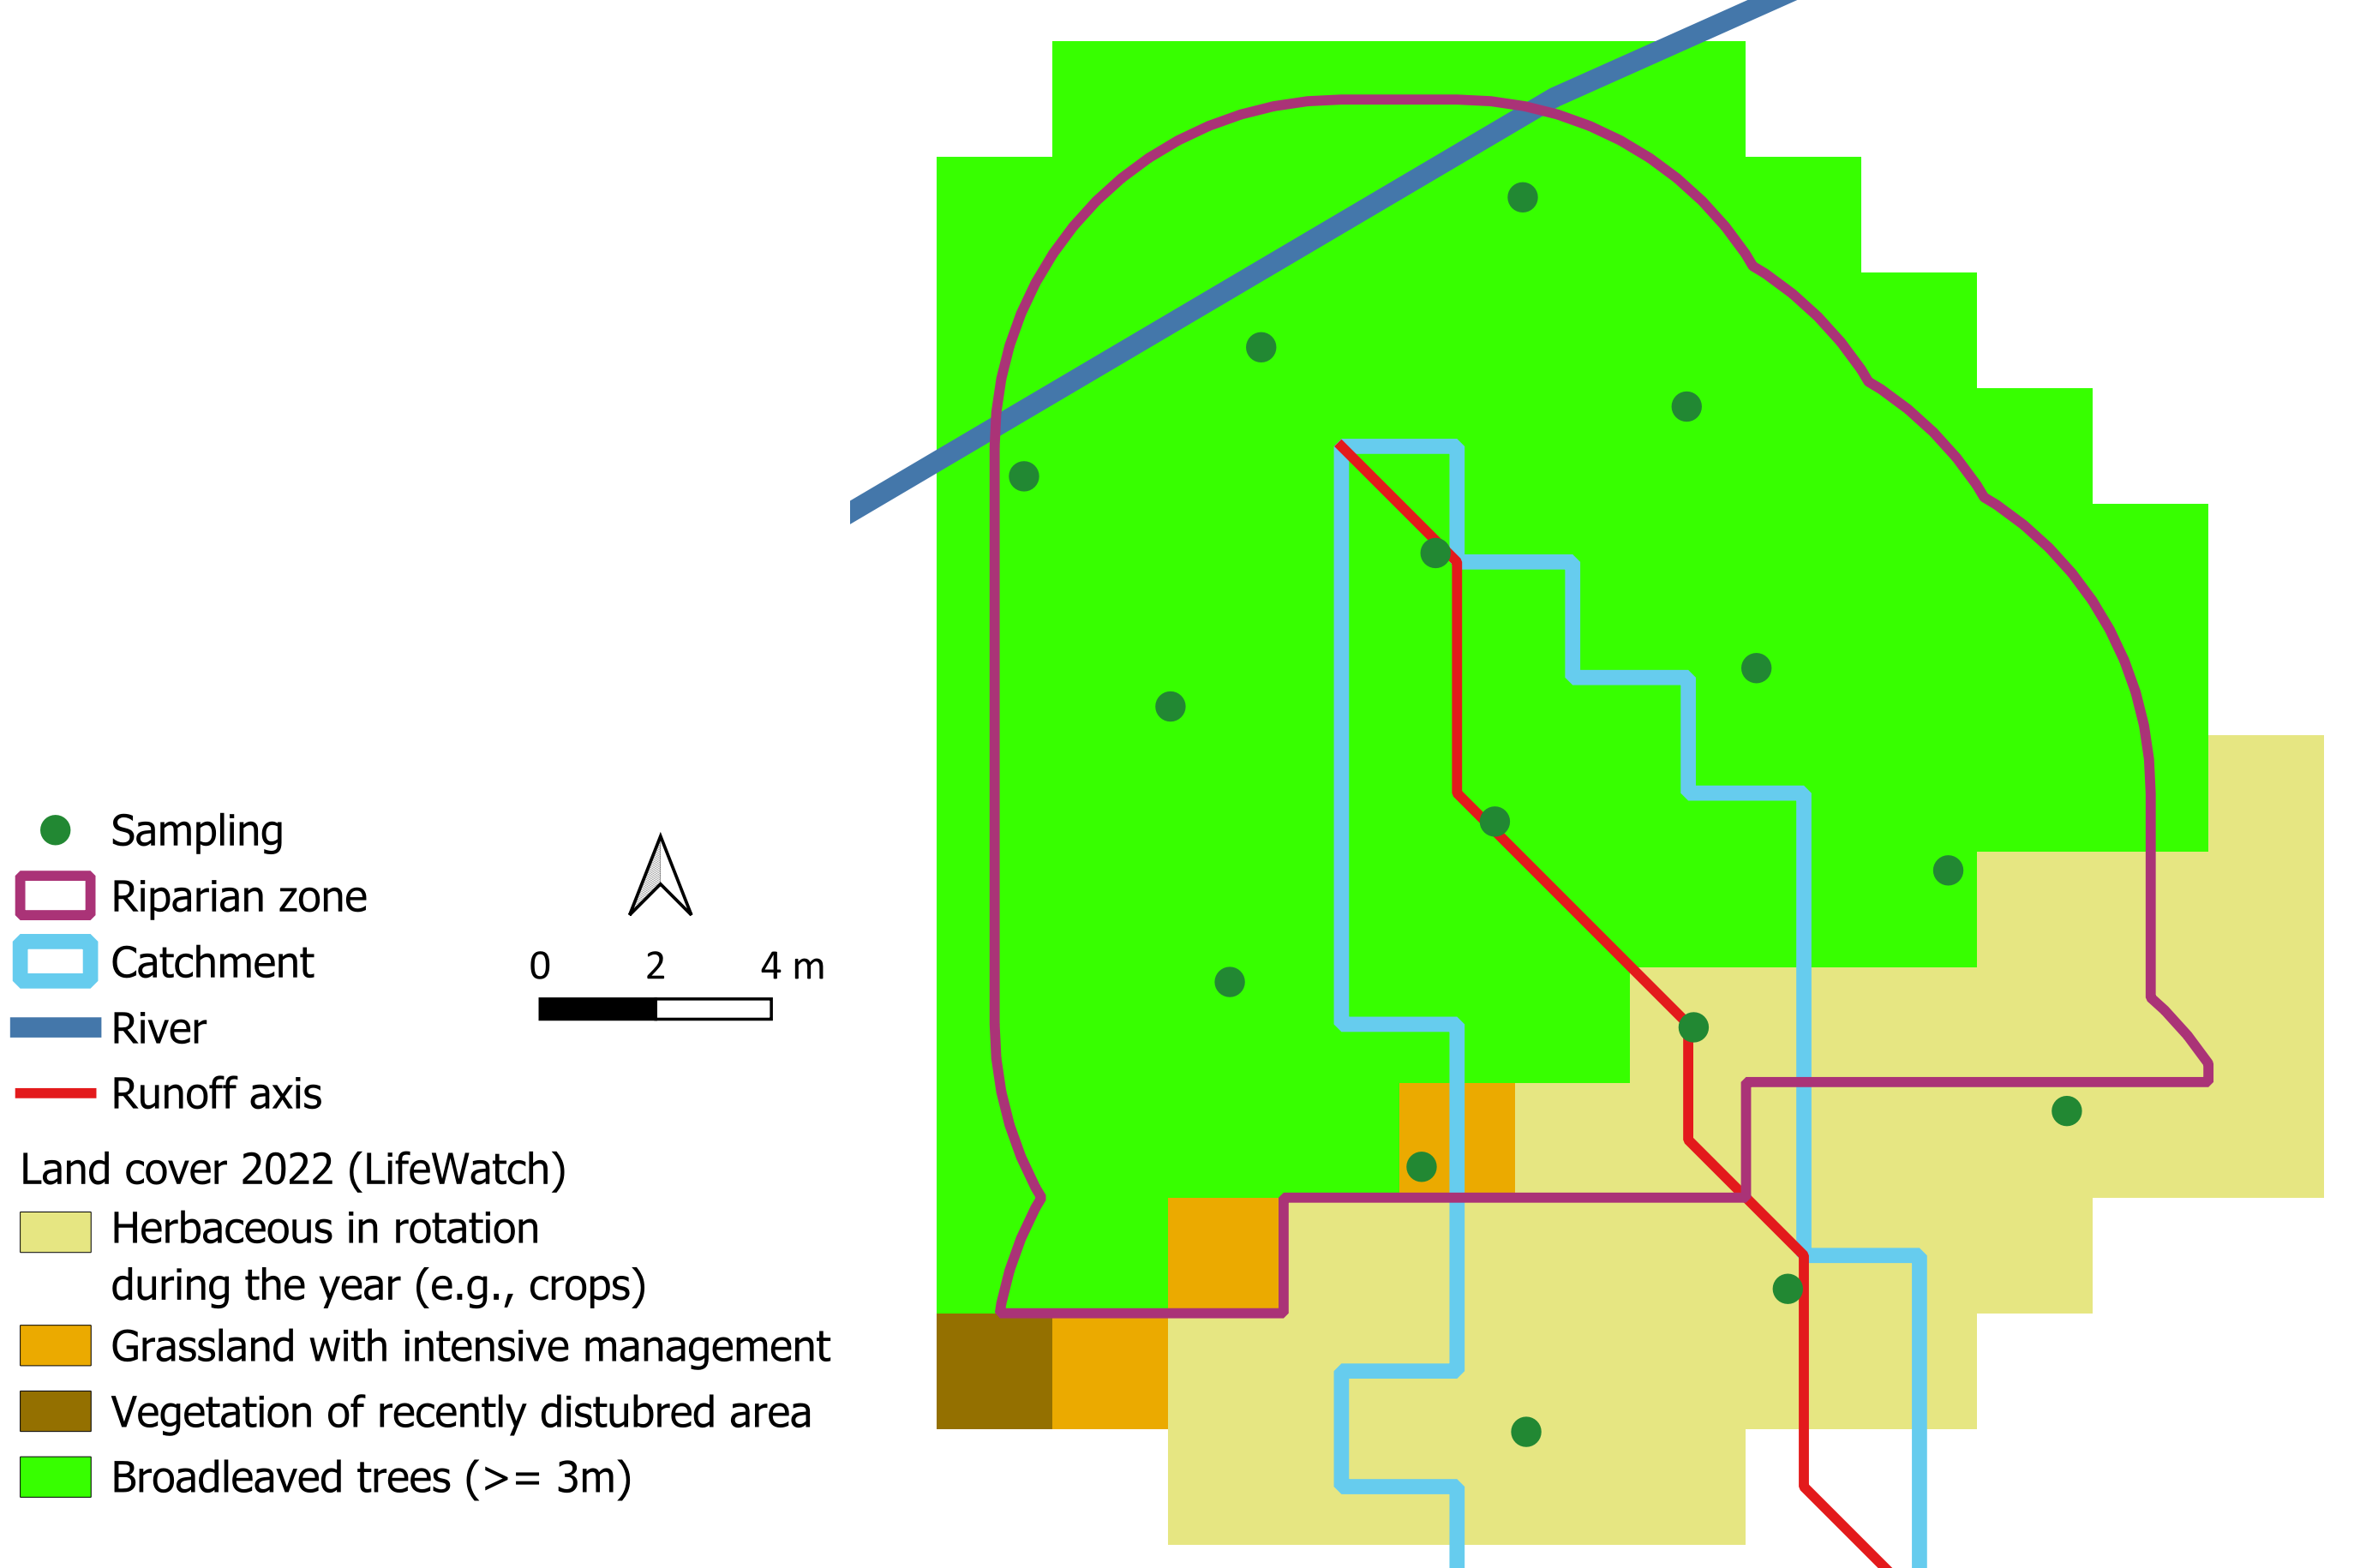 Sampling
Riparian zone
Catchment
River
Runoff axis
0 2 4 m
Land cover 2022 (LifeWatch)
Herbaceous in rotation
during the year (e.g., crops)
Grassland with intensive management
Vegetation of recently distubred area
Broadleaved trees (>= 3m)